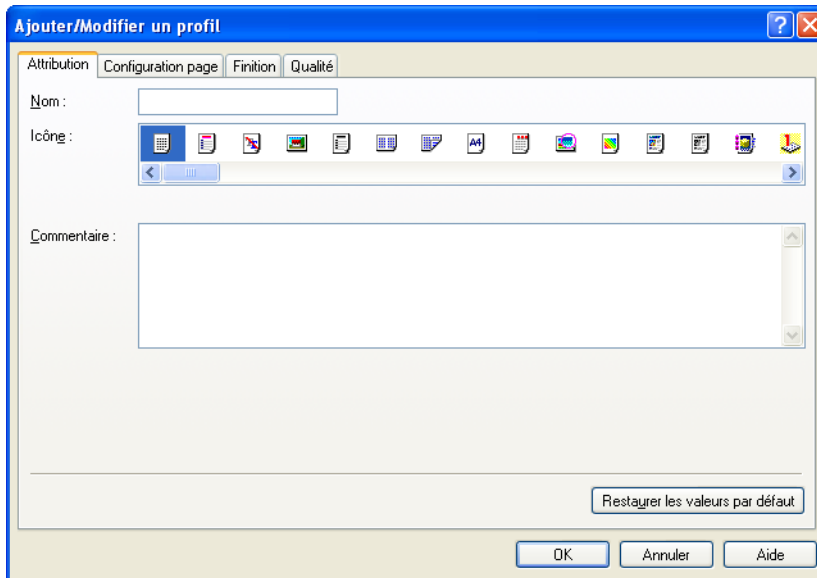 Ajouter/Modifier un profil
Attribution Configuration page Finition Qualité
Nom :
Icône :
A4
Commentaire :
Restaurer les valeurs par défaut
OK Annuler Aide